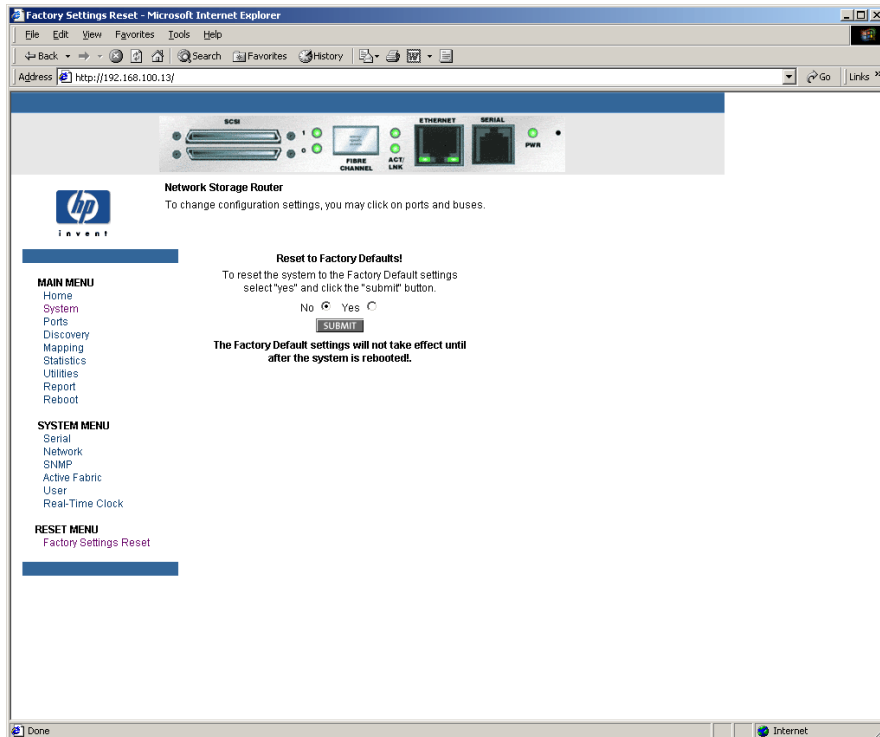 Factory Settings Reset - Microsoft Internet Explorer
File Edit View Favorites Tools Help
Back Search Favorites History
Address http://192.168.100.13/ Go Links »
SCSI ETHERNET SERIAL
1
0
FIBRE CHANNEL ACT/ LNK PWR
hp
invent
Network Storage Router
To change configuration settings, you may click on ports and buses.
Reset to Factory Defaults!
To reset the system to the Factory Default settings
select "yes" and click the "submit" button.
No Yes
SUBMIT
The Factory Default settings will not take effect until
after the system is rebooted!.
MAIN MENU
Home
System
Ports
Discovery
Mapping
Statistics
Utilities
Report
Reboot
SYSTEM MENU
Serial
Network
SNMP
Active Fabric
User
Real-Time Clock
RESET MENU
Factory Settings Reset
Done Internet